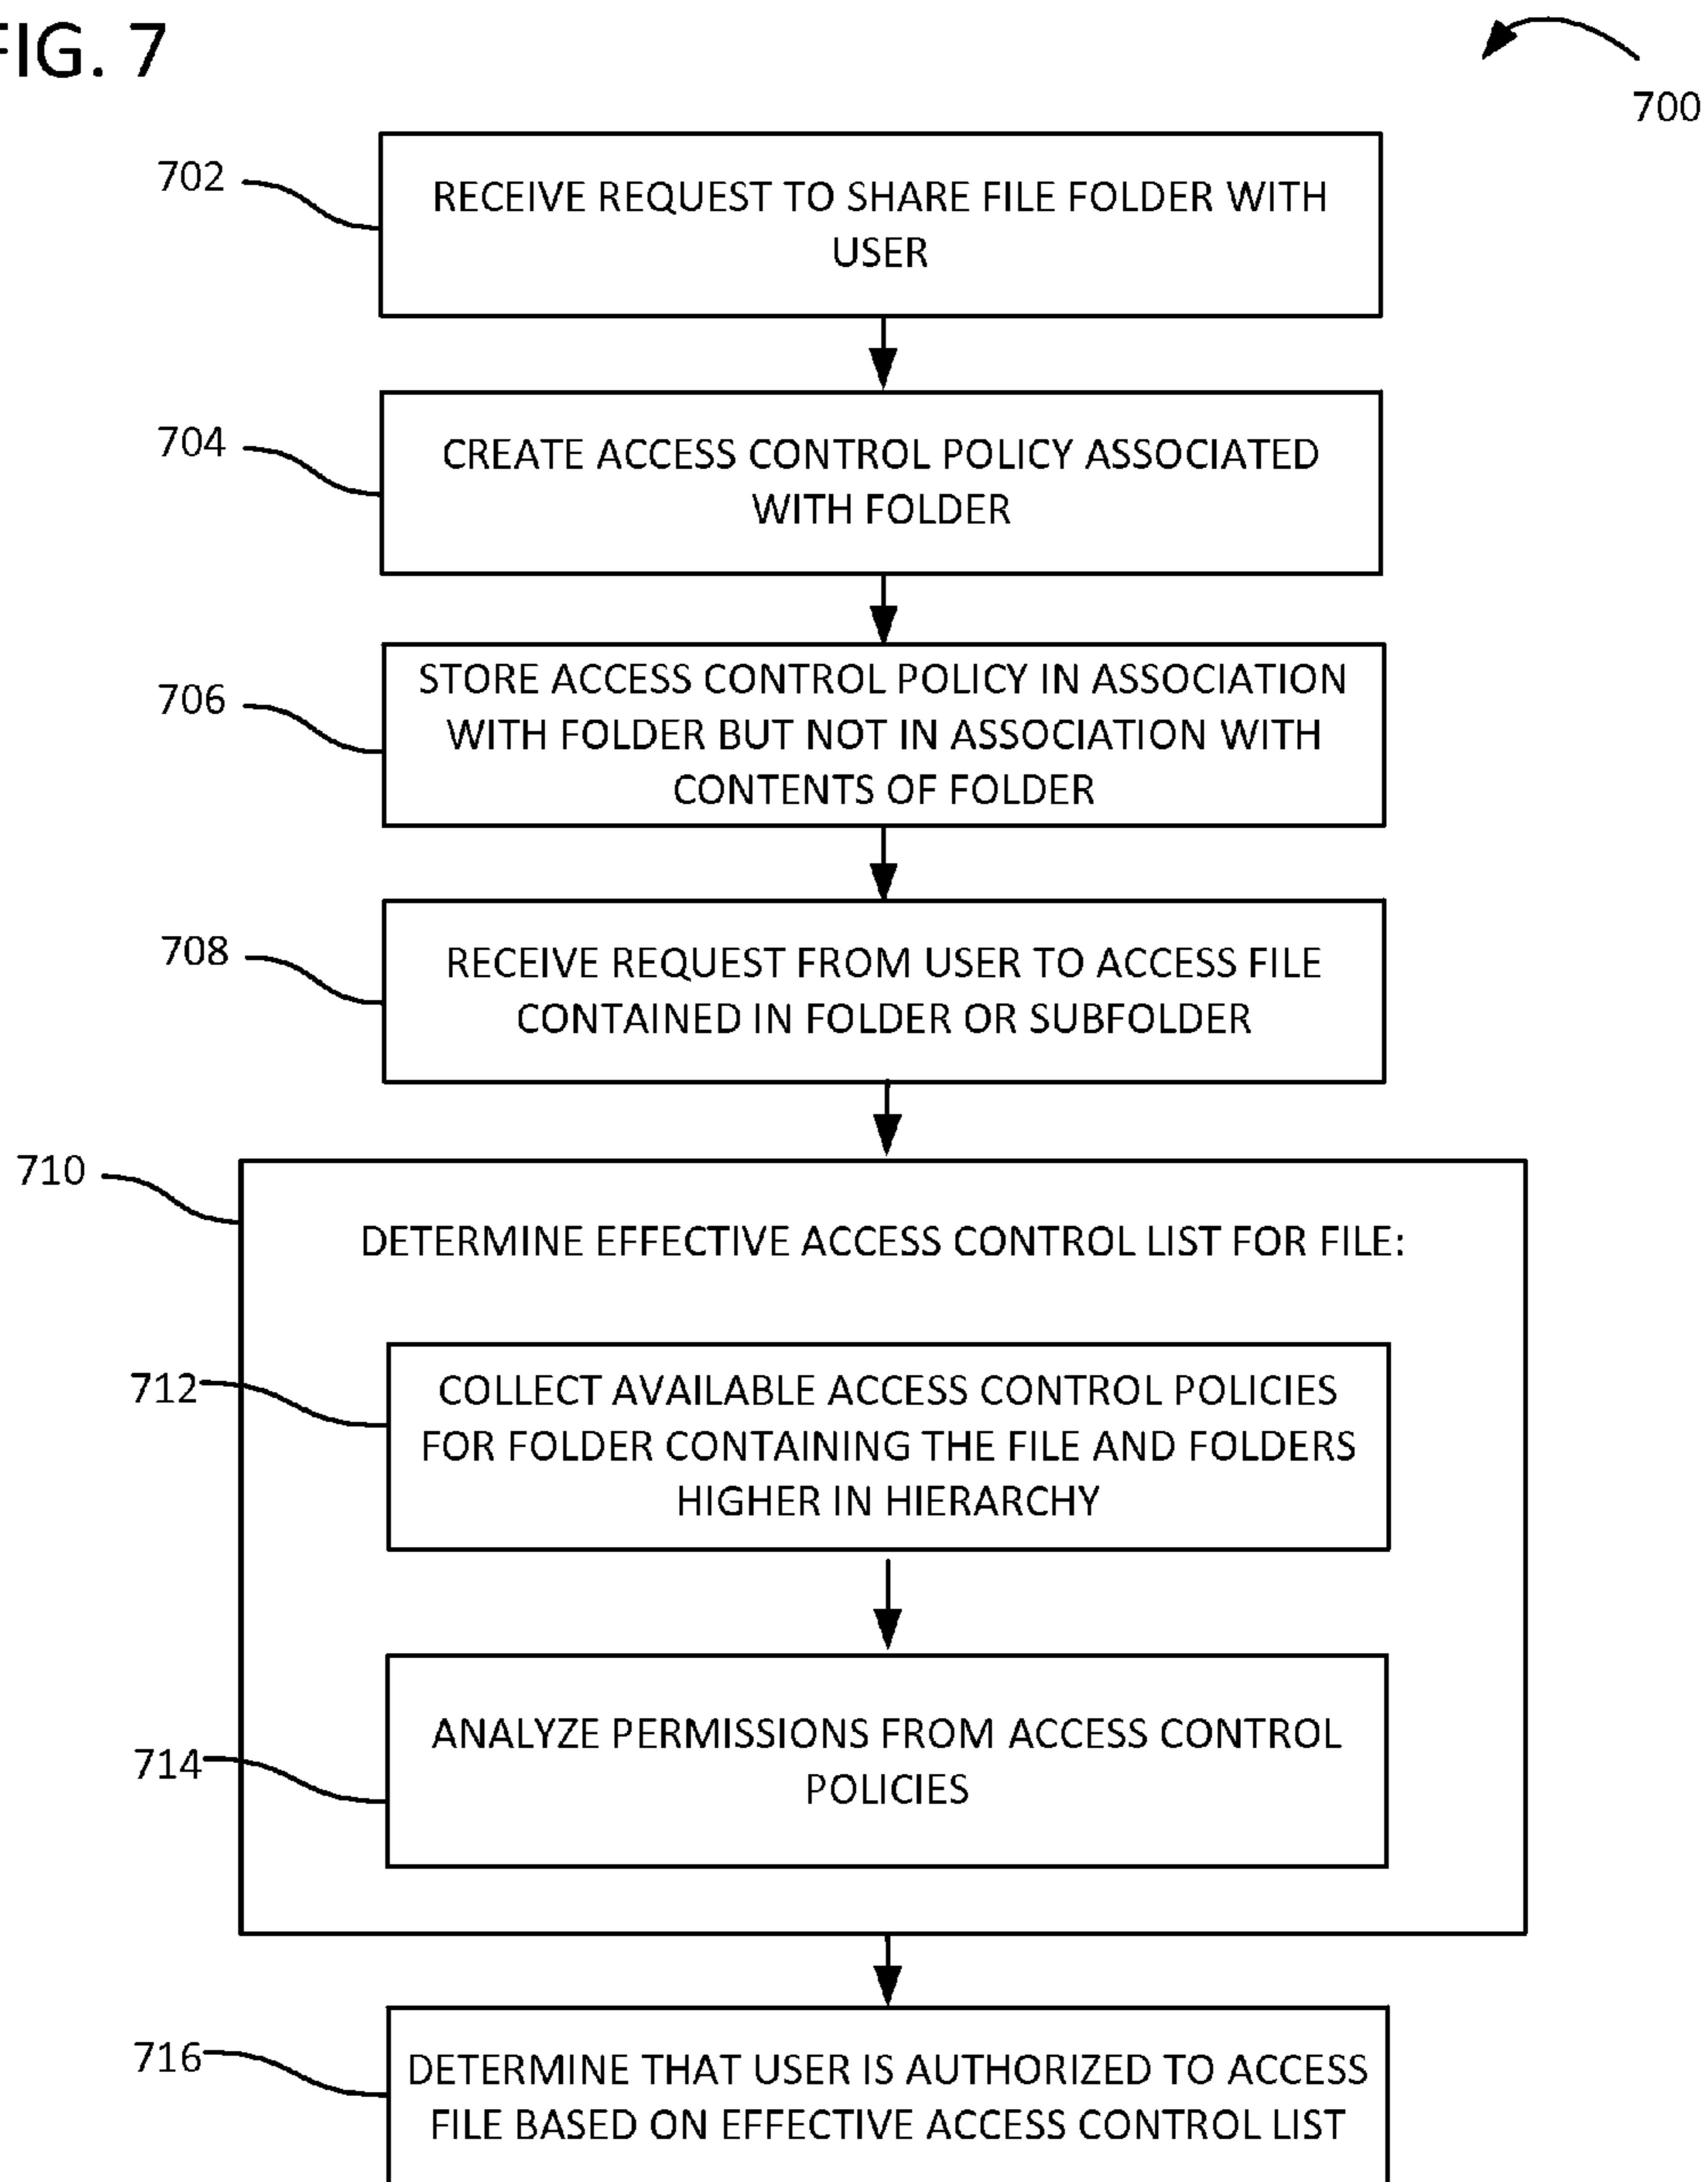 FIG. 7
700
702
RECEIVE REQUEST TO SHARE FILE FOLDER WITH
USER
704
CREATE ACCESS CONTROL POLICY ASSOCIATED
WITH FOLDER
706
STORE ACCESS CONTROL POLICY IN ASSOCIATION
WITH FOLDER BUT NOT IN ASSOCIATION WITH
CONTENTS OF FOLDER
708
RECEIVE REQUEST FROM USER TO ACCESS FILE
CONTAINED IN FOLDER OR SUBFOLDER
710
DETERMINE EFFECTIVE ACCESS CONTROL LIST FOR FILE:
712
COLLECT AVAILABLE ACCESS CONTROL POLICIES
FOR FOLDER CONTAINING THE FILE AND FOLDERS
HIGHER IN HIERARCHY
714
ANALYZE PERMISSIONS FROM ACCESS CONTROL
POLICIES
716
DETERMINE THAT USER IS AUTHORIZED TO ACCESS
FILE BASED ON EFFECTIVE ACCESS CONTROL LIST